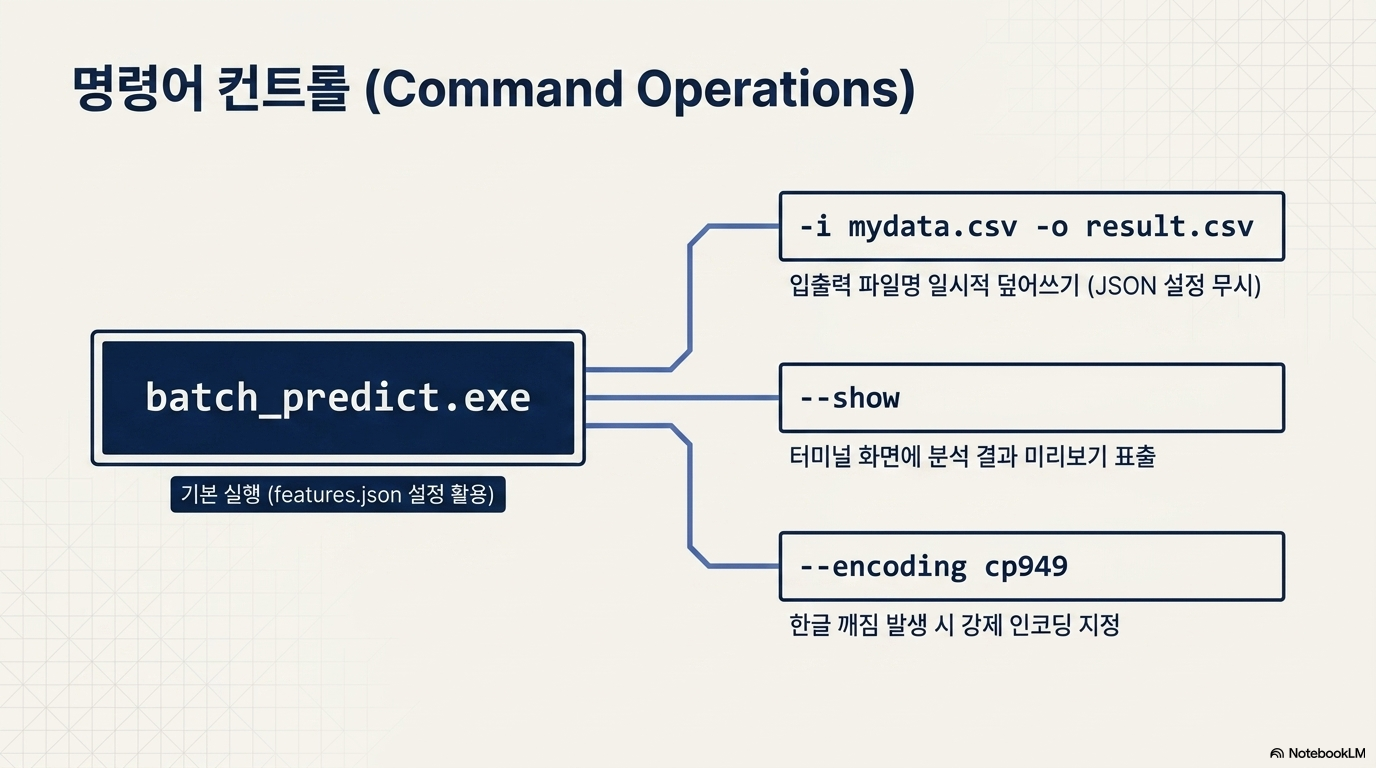 명령어 컨트롤 (Command Operations)
batch_predict.exe
기본 실행 (features.json 설정 활용)
-i mydata.csv -o result.csv
입출력 파일명 일시적 덮어쓰기 (JSON 설정 무시)
--show
터미널 화면에 분석 결과 미리보기 표출
--encoding cp949
한글 깨짐 발생 시 강제 인코딩 지정
NotebookLM